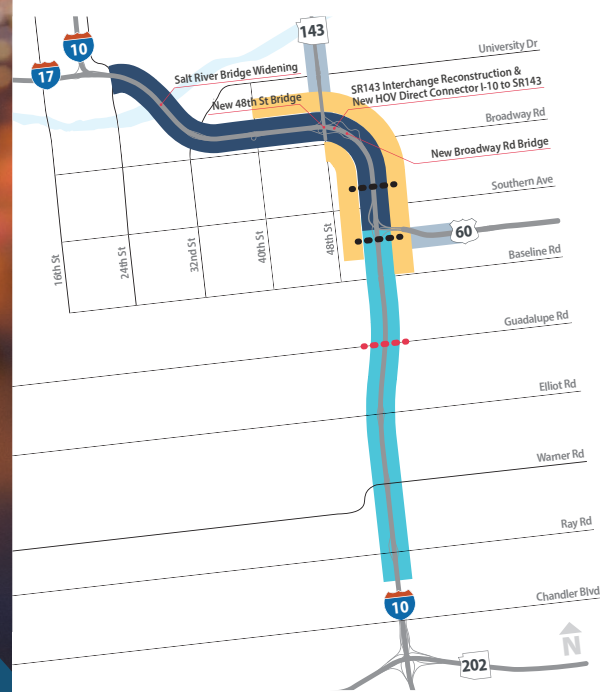 143
University Dr
10
17
Salt River Bridge Widening
SR143 Interchange Reconstruction &
New HOV Direct Connector I-10 to SR143
New 48th St Bridge
Broadway Rd
New Broadway Rd Bridge
Southern Ave
60
16th St
24th St
32nd St
40th St
48th St
Baseline Rd
Guadalupe Rd
Elliot Rd
Warner Rd
Ray Rd
Chandler Blvd
10
N
202